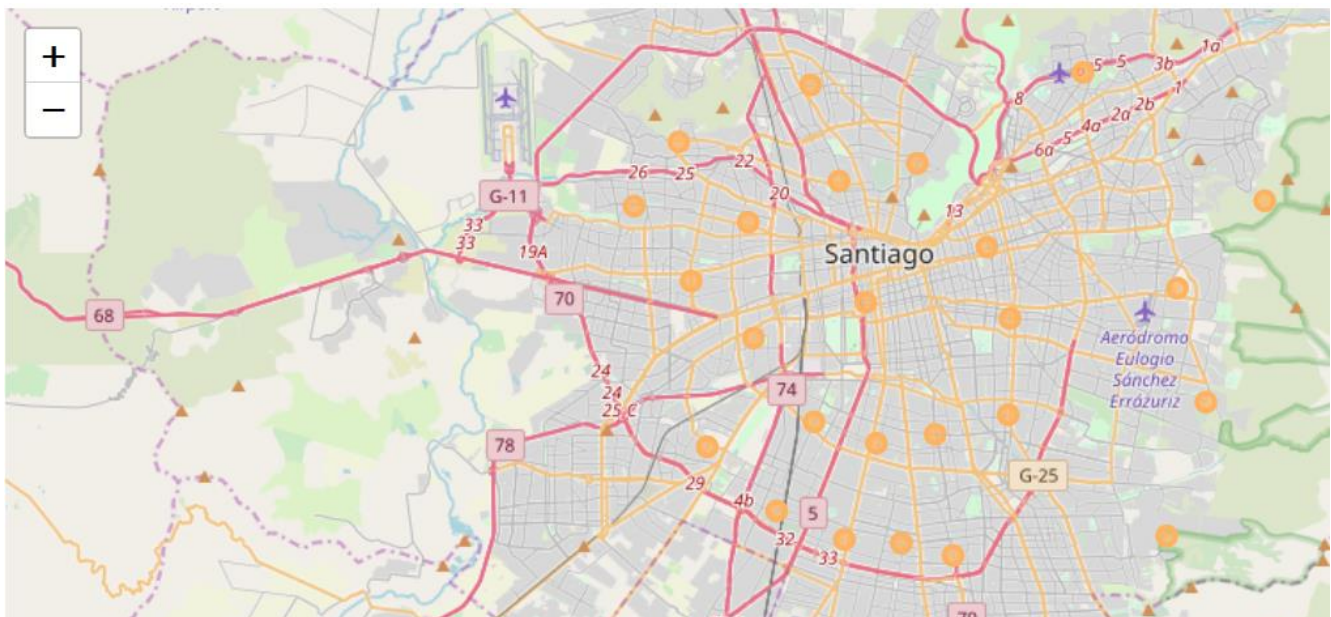 Airport
+
−
G-11
26
25
22
20
33
33
19A
70
68
24
24
25 C
78
74
29
4b
32
33
5
G-25
Santiago
13
8
5
5
3b
1a
6a
5
4a
2a
2b
1
Aeródromo
Eulogio
Sánchez
Errázuriz